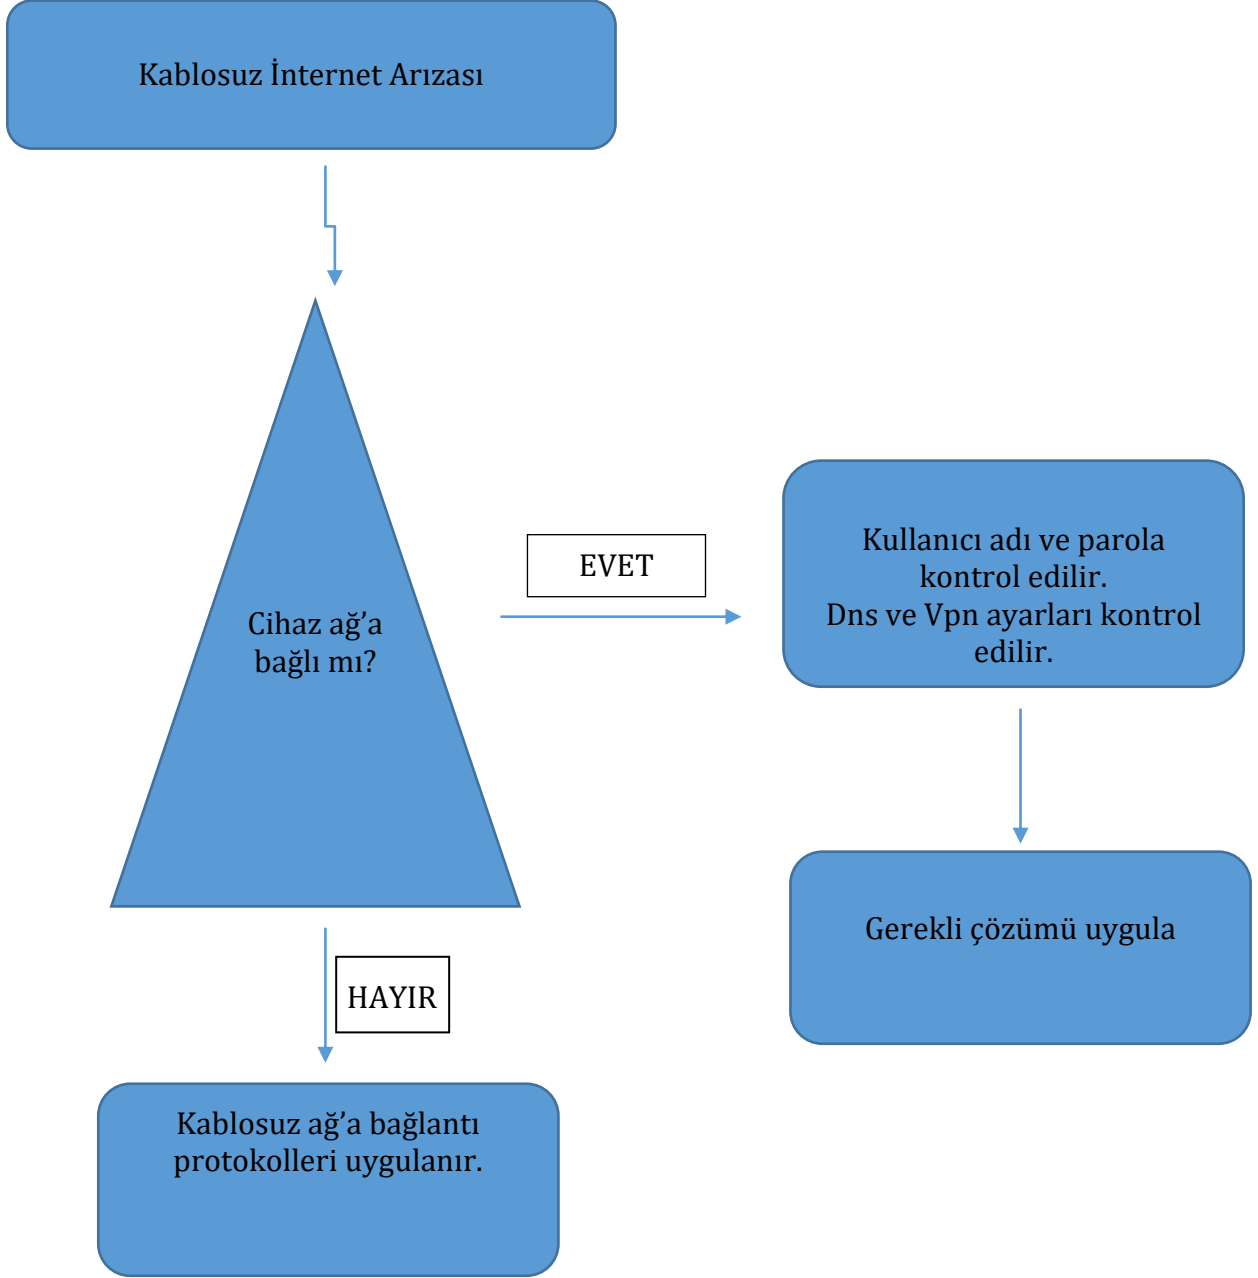 Kablosuz İnternet Arızası
Cihaz ağ’a
bağlı mı?
EVET
Kullanıcı adı ve parola
kontrol edilir.
Dns ve Vpn ayarları kontrol
edilir.
Gerekli çözümü uygula
HAYIR
Kablosuz ağ’a bağlantı
protokolleri uygulanır.